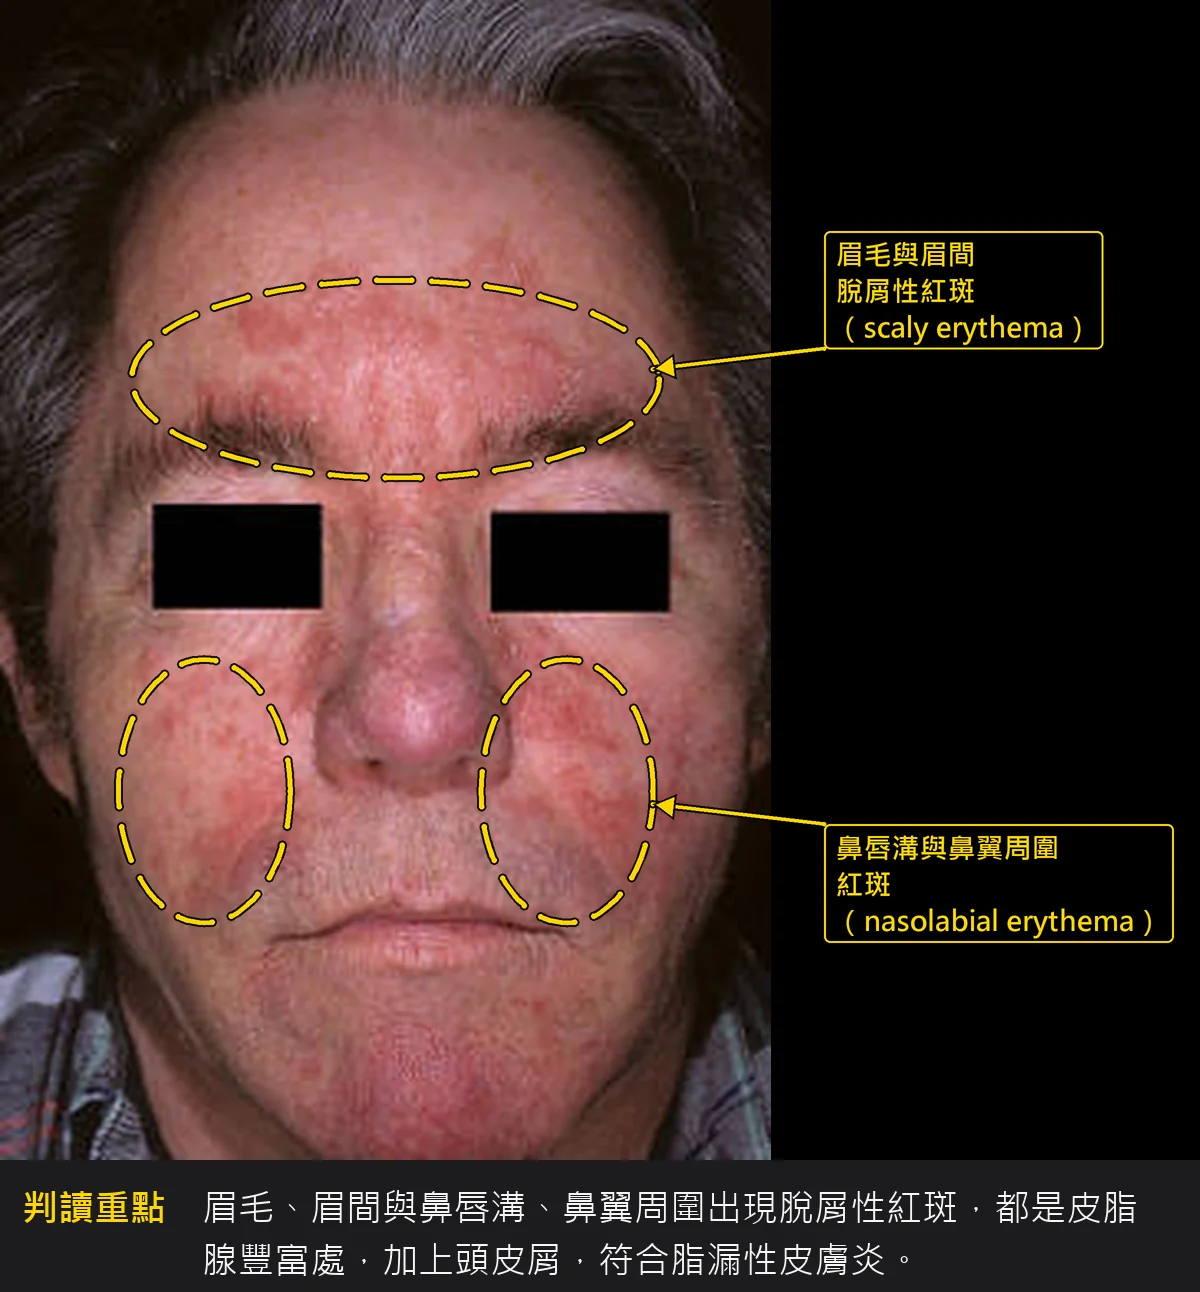 眉毛與眉間
脫屑性紅斑
（scaly erythema）
鼻唇溝與鼻翼周圍
紅斑
（nasolabial erythema）
判讀重點 眉毛、眉間與鼻唇溝、鼻翼周圍出現脫屑性紅斑，都是皮脂
腺豐富處，加上頭皮屑，符合脂漏性皮膚炎。